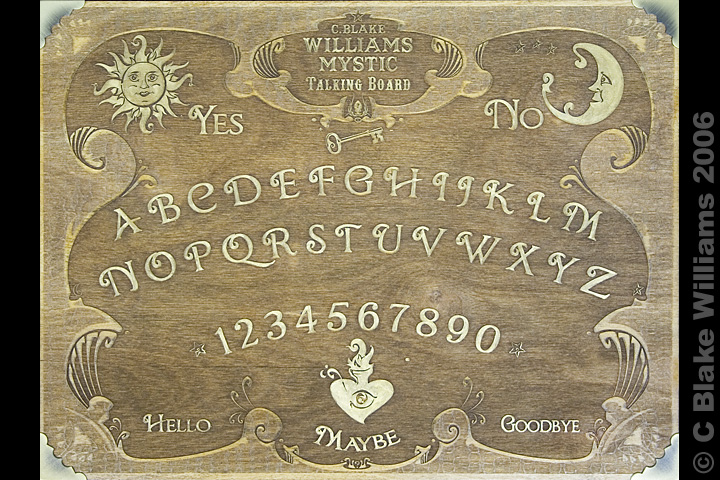 C. BLAKE
WILLIAMS
MYSTIC
TALKING BOARD
YES
NO
ABCDEFGHIJKLM
NOPQRSTUVWXYZ
1234567890
HELLO
MAYBE
GOODBYE
© C Blake Williams 2006